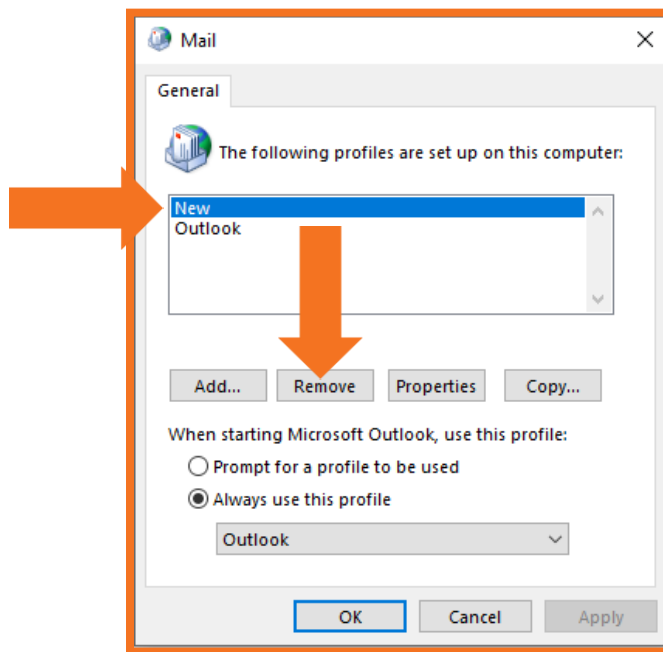 Mail
General
The following profiles are set up on this computer:
New
Outlook
Add... Remove Properties Copy...
When starting Microsoft Outlook, use this profile:
Prompt for a profile to be used
Always use this profile
Outlook
OK Cancel Apply